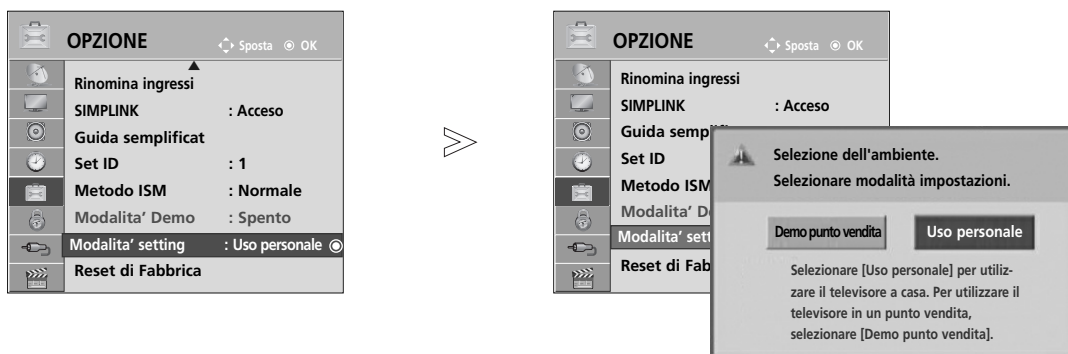 OPZIONE Sposta OK
Rinomina ingressi
SIMPLINK : Acceso
Guida semplificat
Set ID : 1
Metodo ISM : Normale
Modalita’ Demo : Spento
Modalita’ setting : Uso personale
Reset di Fabbrica
OPZIONE Sposta OK
Rinomina ingressi
SIMPLINK : Acceso
Guida semp
Set ID
Metodo ISM
Modalita’ D
Modalita’ sett
Reset di Fab
Selezione dell'ambiente.
Selezionare modalità impostazioni.
Demo punto vendita Uso personale
Selezionare [Uso personale] per utiliz-
zare il televisore a casa. Per utilizzare il
televisore in un punto vendita,
selezionare [Demo punto vendita].